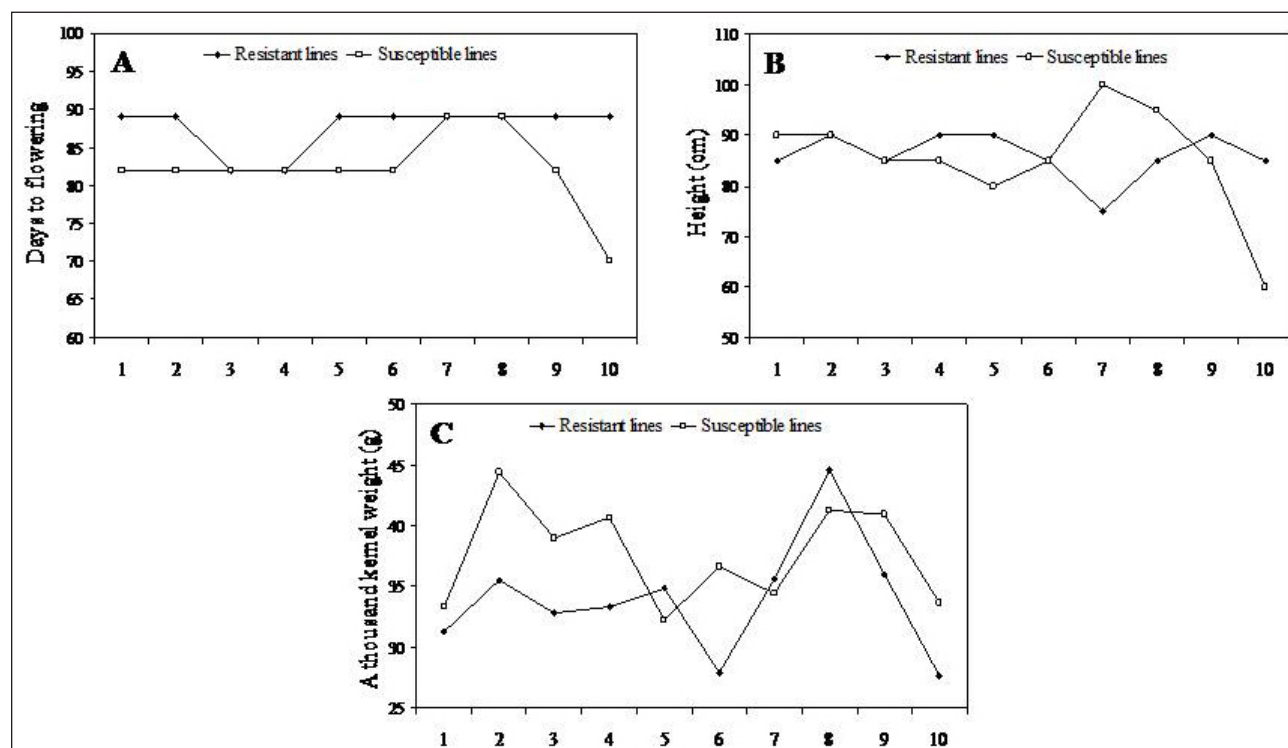 A
Resistant lines Susceptible lines
Days to flowering
100
95
90
85
80
75
70
65
60
1 2 3 4 5 6 7 8 9 10
B
Resistant lines Susceptible lines
Height (cm)
110
100
90
80
70
60
50
1 2 3 4 5 6 7 8 9 10
C
Resistant lines Susceptible lines
A thousand kernel weight (g)
50
45
40
35
30
25
1 2 3 4 5 6 7 8 9 10